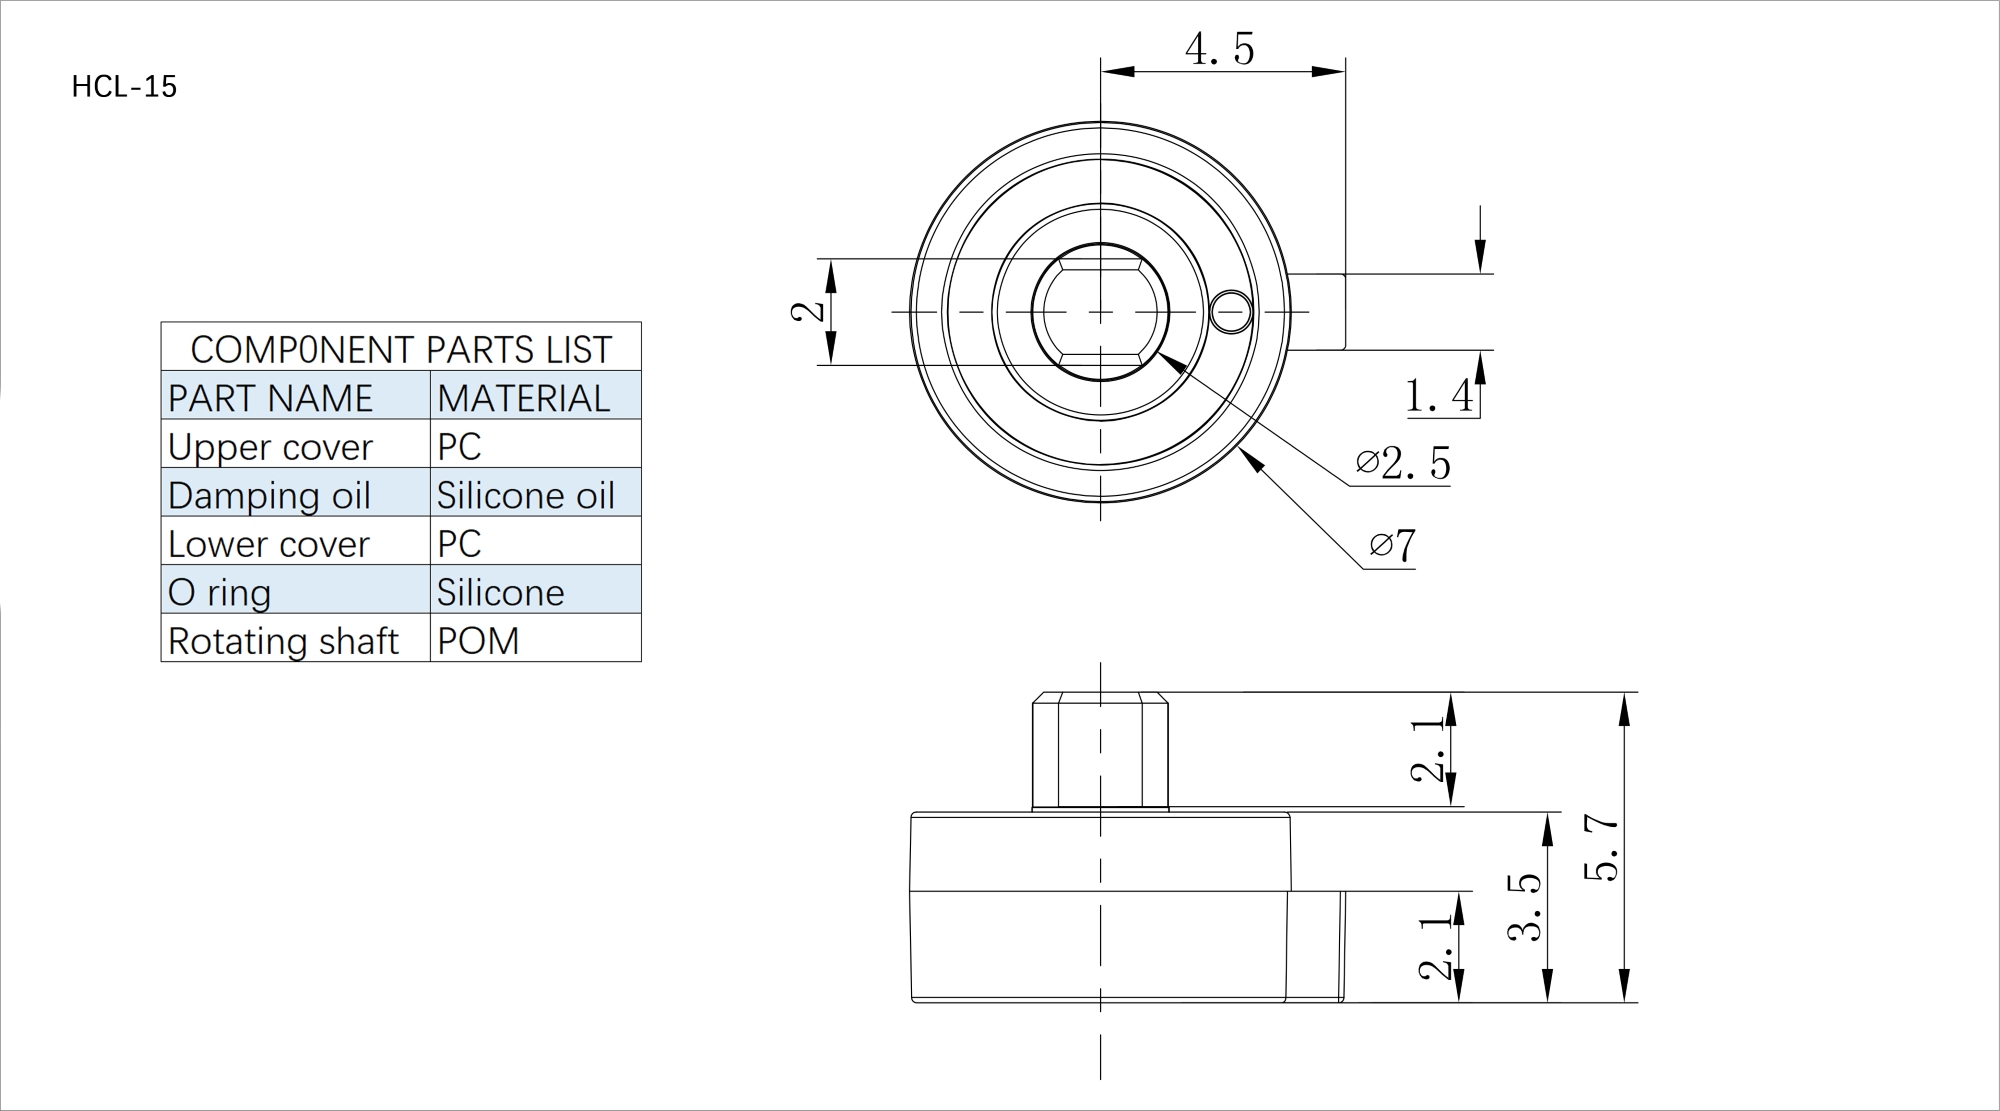 HCL-15
COMP0NENT PARTS LIST
PART NAME MATERIAL
Upper cover PC
Damping oil Silicone oil
Lower cover PC
O ring Silicone
Rotating shaft POM
4.5
2
1.4
⌀2.5
⌀7
2.1
5.7
3.5
2.1